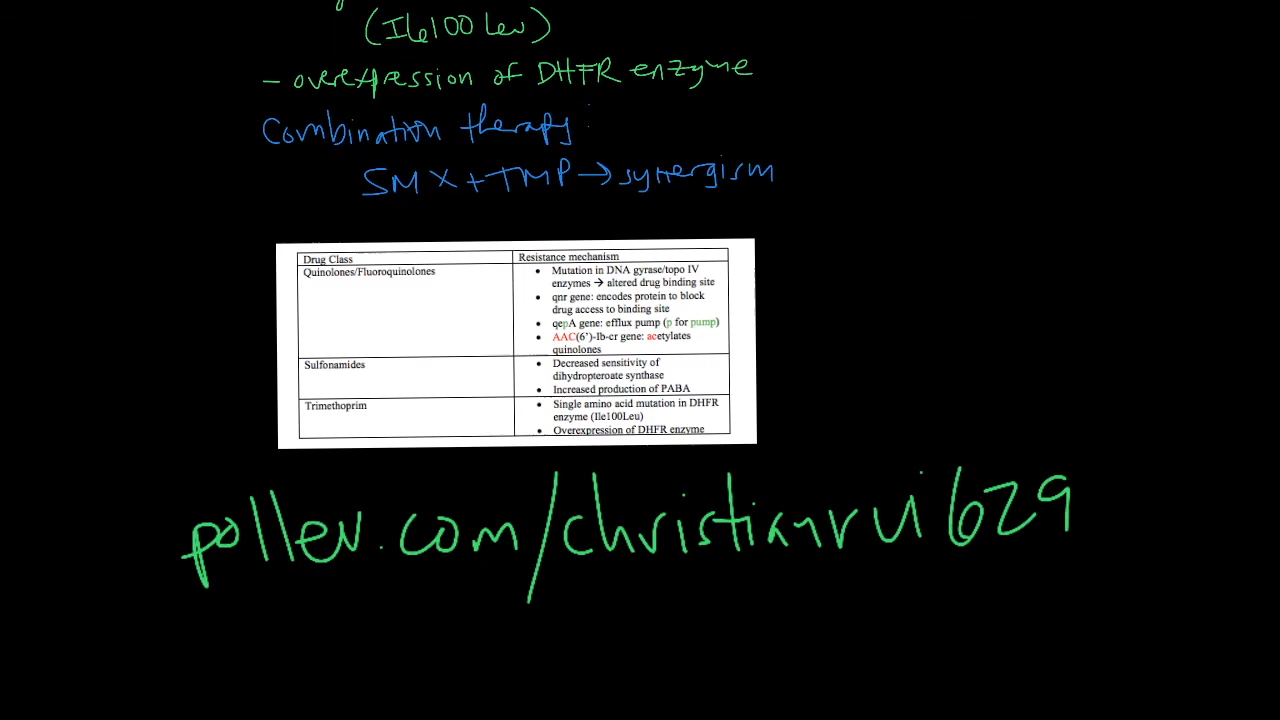 (Ile100Leu)
- overexpression of DHFR enzyme
Combination therapy:
SMX+TMP→synergism
Drug Class
Resistance mechanism
Quinolones/Fluoroquinolones
• Mutation in DNA gyrase/topo IV
enzymes → altered drug binding site
• qnr gene: encodes protein to block
drug access to binding site
• qepA gene: efflux pump (p for pump)
• AAC(6')-Ib-cr gene: acetylates
quinolones
Sulfonamides
• Decreased sensitivity of
dihydropteroate synthase
• Increased production of PABA
Trimethoprim
• Single amino acid mutation in DHFR
enzyme (Ile100Leu)
• Overexpression of DHFR enzyme
pollev.com/christianrui629